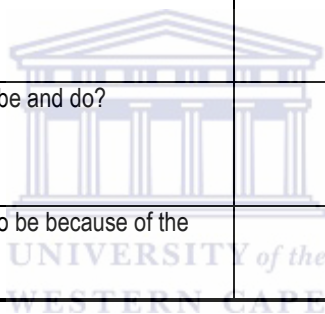 be and do?
o be because of the
UNIVERSITY of the
WESTERN CAPE